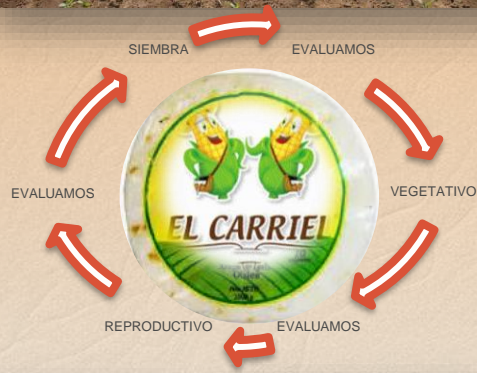 SIEMBRA
EVALUAMOS
VEGETATIVO
EVALUAMOS
REPRODUCTIVO
EVALUAMOS
EL CARRIEL